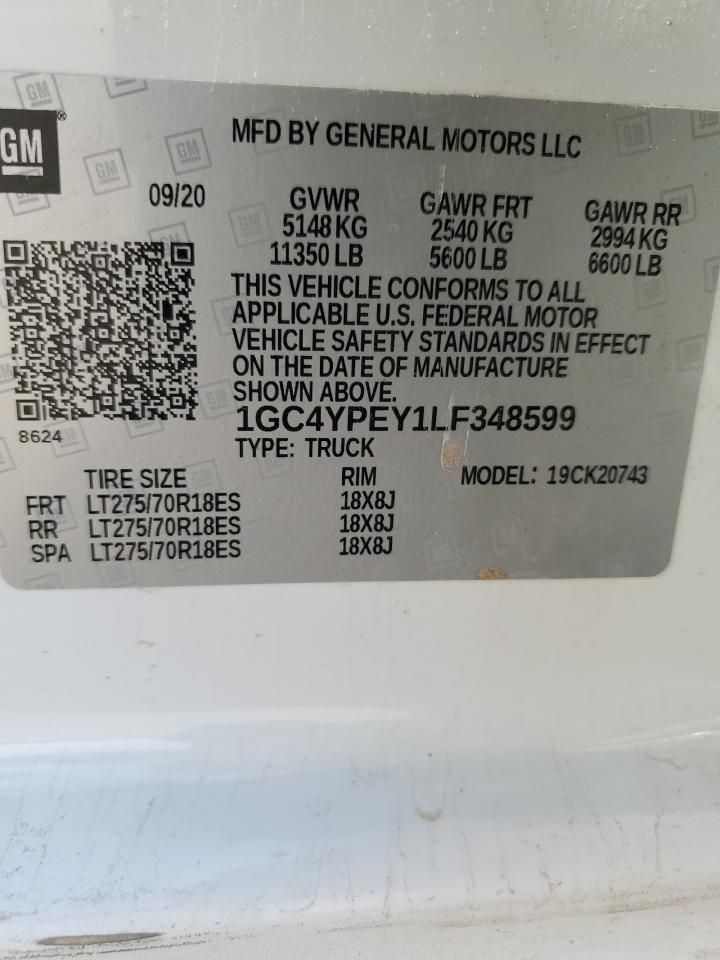 GM
MFD BY GENERAL MOTORS LLC
09/20 GVWR GAWR FRT GAWR RR
5148 KG 2540 KG 2994 KG
11350 LB 5600 LB 6600 LB
THIS VEHICLE CONFORMS TO ALL
APPLICABLE U.S. FEDERAL MOTOR
VEHICLE SAFETY STANDARDS IN EFFECT
ON THE DATE OF MANUFACTURE
SHOWN ABOVE.
8624
1GC4YPEY1LF348599
TYPE: TRUCK
TIRE SIZE RIM MODEL: 19CK20743
FRT LT275/70R18ES 18X8J
RR LT275/70R18ES 18X8J
SPA LT275/70R18ES 18X8J